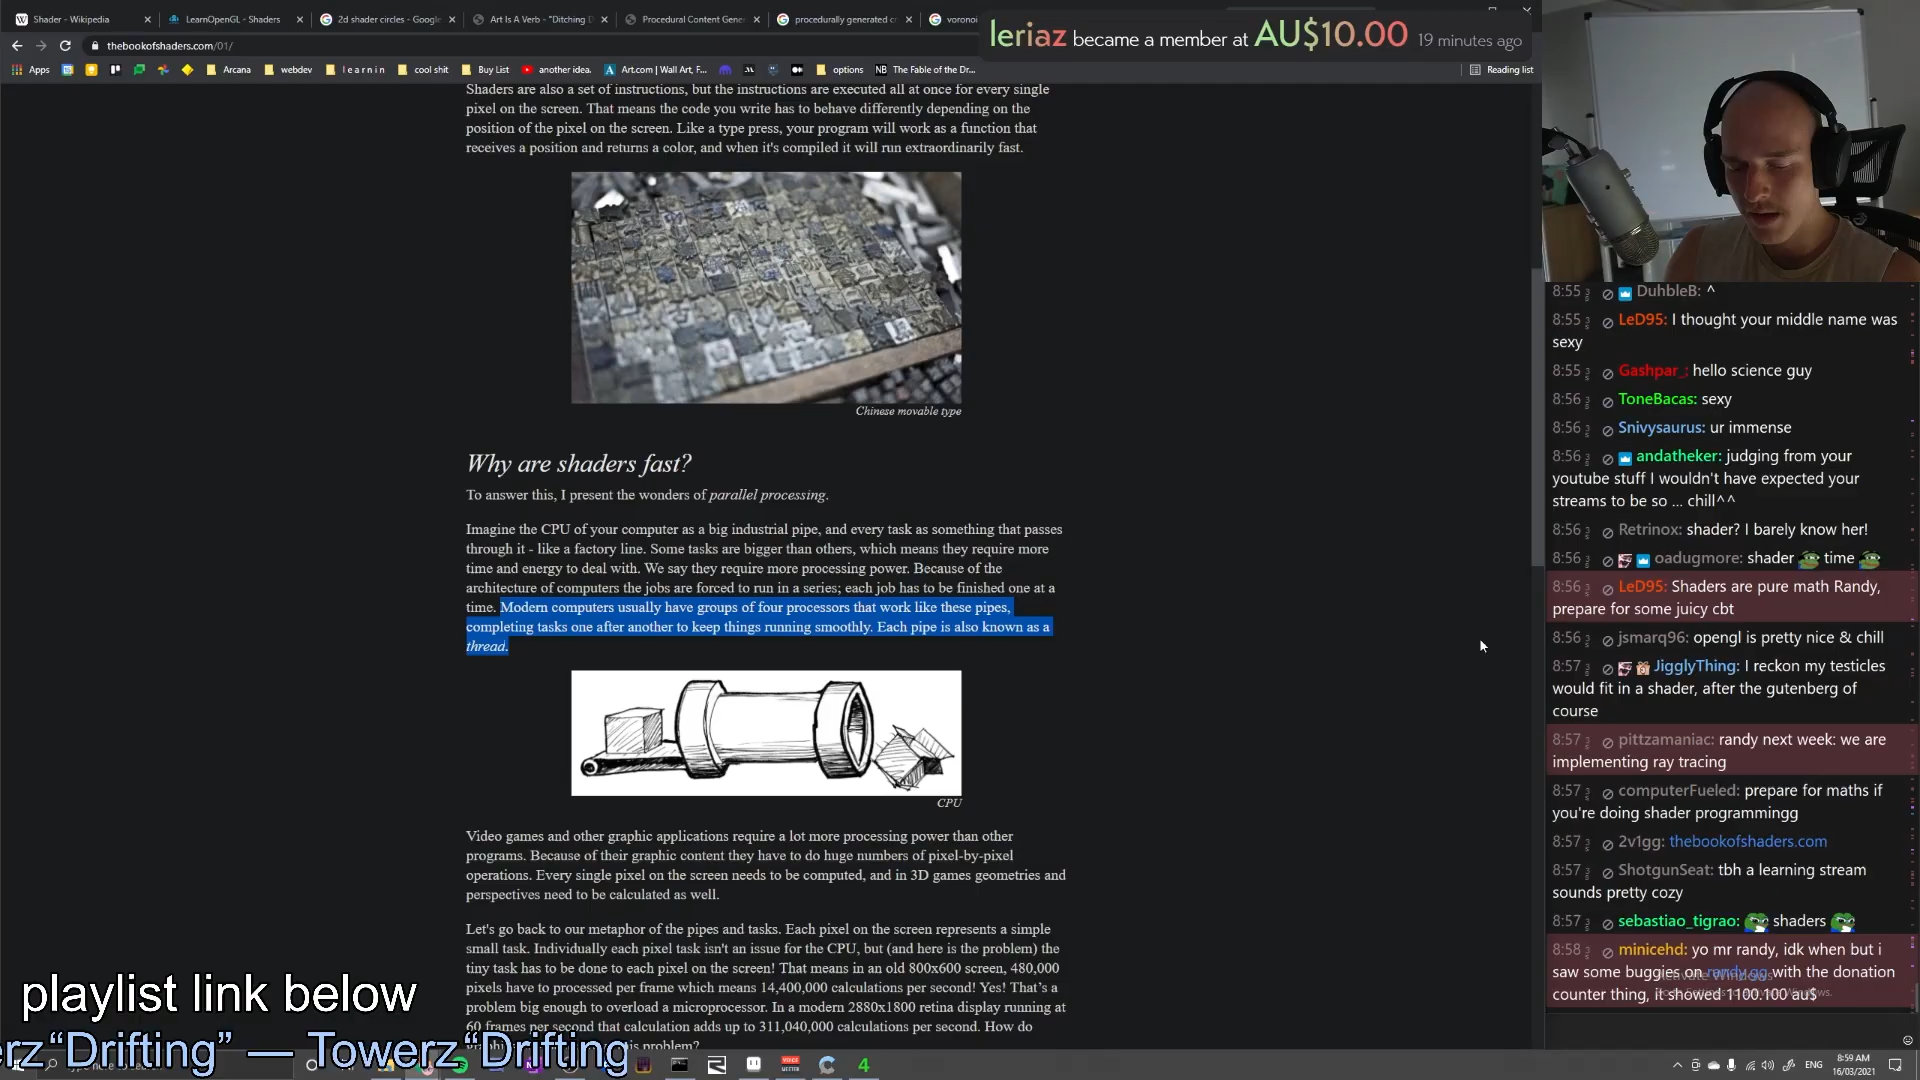 Shader - Wikipedia
LearnOpenGL - Shaders
2d shader circles - Google
Art Is A Verb - "Ditching D
Procedural Content Gene
procedurally generated cr
voronoi
leriaz became a member at AU$10.00 19 minutes ago
thebookofshaders.com/01/
Apps
Arcana
webdev
l e a r n i n
cool shit
Buy List
another idea.
Art.com | Wall Art, F...
options
The Fable of the Dr...
Reading list
Shaders are also a set of instructions, but the instructions are executed all at once for every single
pixel on the screen. That means the code you write has to behave differently depending on the
position of the pixel on the screen. Like a type press, your program will work as a function that
receives a position and returns a color, and when it's compiled it will run extraordinarily fast.
Chinese movable type
Why are shaders fast?
To answer this, I present the wonders of parallel processing.
Imagine the CPU of your computer as a big industrial pipe, and every task as something that passes
through it - like a factory line. Some tasks are bigger than others, which means they require more
time and energy to deal with. We say they require more processing power. Because of the
architecture of computers the jobs are forced to run in a series; each job has to be finished one at a
time. Modern computers usually have groups of four processors that work like these pipes,
completing tasks one after another to keep things running smoothly. Each pipe is also known as a
thread.
CPU
Video games and other graphic applications require a lot more processing power than other
programs. Because of their graphic content they have to do huge numbers of pixel-by-pixel
operations. Every single pixel on the screen needs to be computed, and in 3D games geometries and
perspectives need to be calculated as well.
Let's go back to our metaphor of the pipes and tasks. Each pixel on the screen represents a simple
small task. Individually each pixel task isn't an issue for the CPU, but (and here is the problem) the
tiny task has to be done to each pixel on the screen! That means in an old 800x600 screen, 480,000
pixels have to processed per frame which means 14,400,000 calculations per second! Yes! That's a
problem big enough to overload a microprocessor. In a modern 2880x1800 retina display running at
60 frames per second that calculation adds up to 311,040,000 calculations per second. How do
this problem?
playlist link below
erz “Drifting” — Towerz “Drifting
8:55 DuhbleB: ^
8:55 LeD95: I thought your middle name was
sexy
8:55 Gashpar_: hello science guy
8:56 ToneBacas: sexy
8:56 Snivysaurus: ur immense
8:56 andatheker: judging from your
youtube stuff I wouldn't have expected your
streams to be so ... chill^^
8:56 Retrinox: shader? I barely know her!
8:56 oadugmore: shader time
8:56 LeD95: Shaders are pure math Randy,
prepare for some juicy cbt
8:56 jsmarq96: opengl is pretty nice & chill
8:57 JigglyThing: I reckon my testicles
would fit in a shader, after the gutenberg of
course
8:57 pittzamaniac: randy next week: we are
implementing ray tracing
8:57 computerFueled: prepare for maths if
you're doing shader programmingg
8:57 2v1gg: thebookofshaders.com
8:57 ShotgunSeat: tbh a learning stream
sounds pretty cozy
8:57 sebastiao_tigrao: shaders
8:58 minicehd: yo mr randy, idk when but i
saw some buggies on randy.gg with the donation
counter thing, it showed 1100/100 au$
Activate Windows
ENG
8:59 AM
16/03/2021